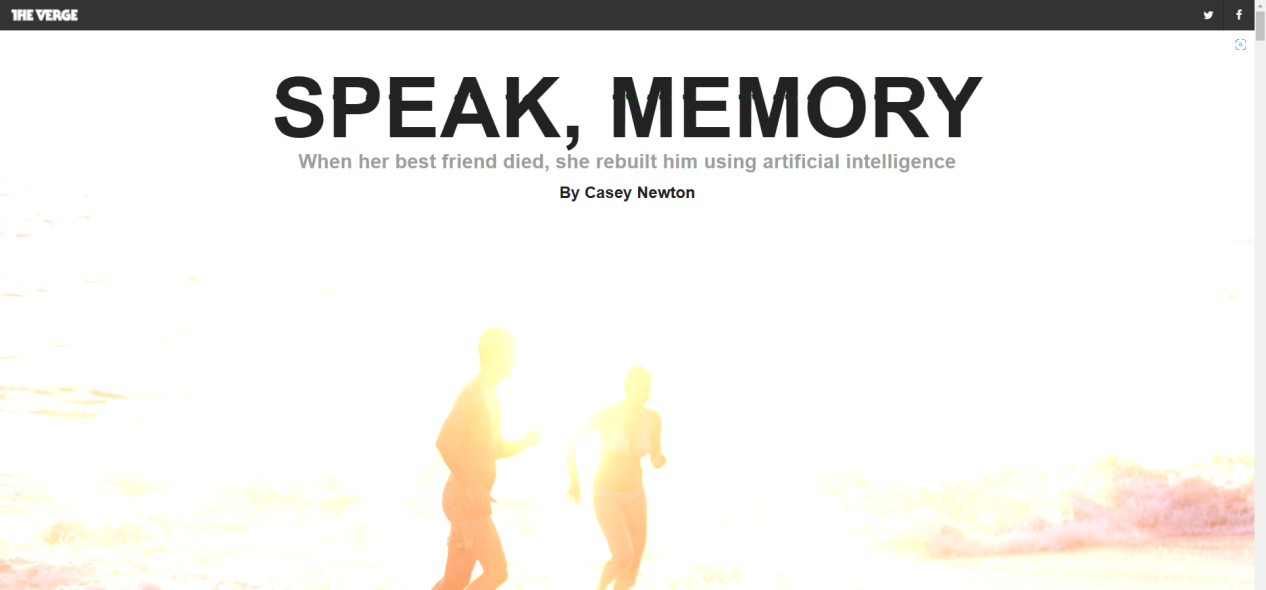 THE VERGE
SPEAK, MEMORY
When her best friend died, she rebuilt him using artificial intelligence
By Casey Newton